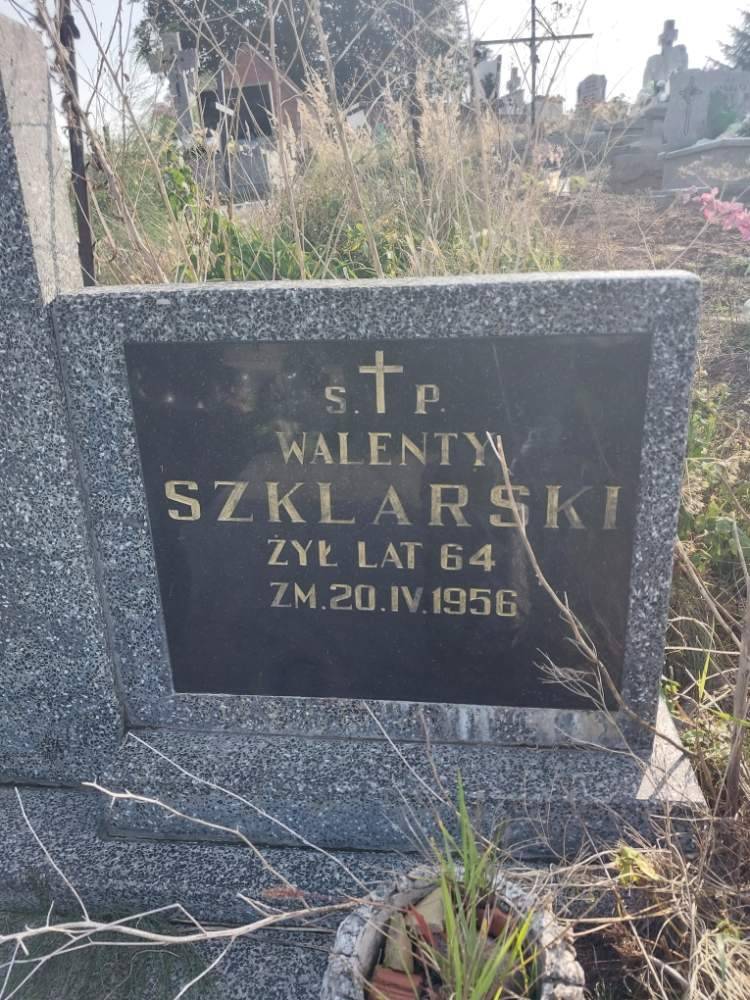 S. P.
WALENTY
SZKLARSKI
ŻYŁ LAT 64
ZM. 20. IV. 1956